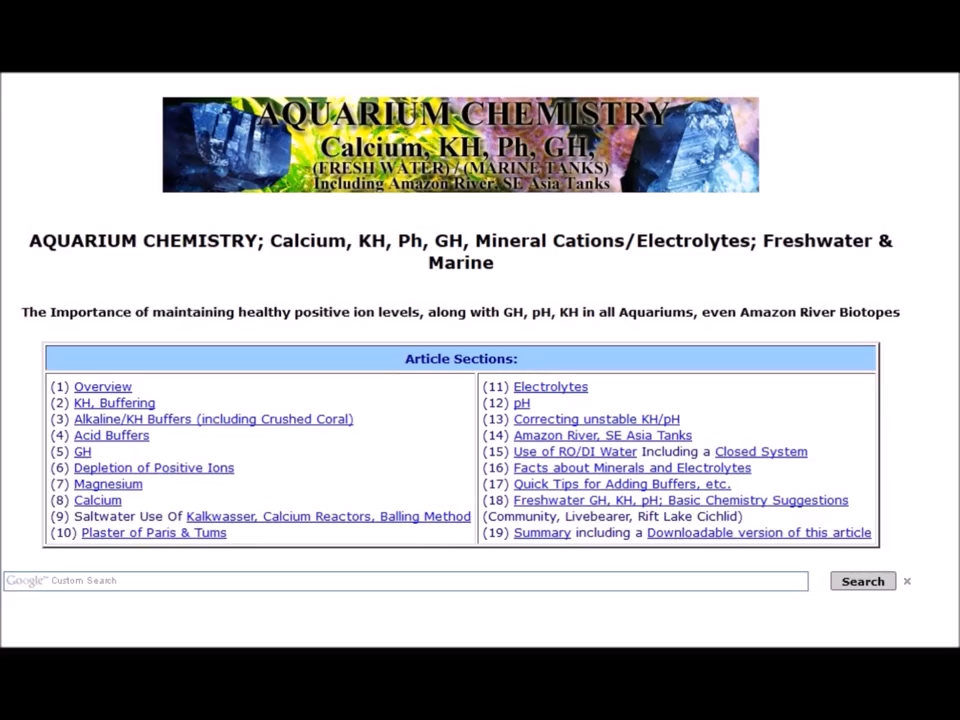 AQUARIUM CHEMISTRY
Calcium, KH, Ph, GH,
(FRESH WATER) / (MARINE TANKS)
Including Amazon River, SE Asia Tanks
AQUARIUM CHEMISTRY; Calcium, KH, Ph, GH, Mineral Cations/Electrolytes; Freshwater &
Marine
The Importance of maintaining healthy positive ion levels, along with GH, pH, KH in all Aquariums, even Amazon River Biotopes
Article Sections:
(1) Overview
(2) KH, Buffering
(3) Alkaline/KH Buffers (including Crushed Coral)
(4) Acid Buffers
(5) GH
(6) Depletion of Positive Ions
(7) Magnesium
(8) Calcium
(9) Saltwater Use Of Kalkwasser, Calcium Reactors, Balling Method
(10) Plaster of Paris & Tums
(11) Electrolytes
(12) pH
(13) Correcting unstable KH/pH
(14) Amazon River, SE Asia Tanks
(15) Use of RO/DI Water Including a Closed System
(16) Facts about Minerals and Electrolytes
(17) Quick Tips for Adding Buffers, etc.
(18) Freshwater GH, KH, pH; Basic Chemistry Suggestions
(Community, Livebearer, Rift Lake Cichlid)
(19) Summary including a Downloadable version of this article
Google™ Custom Search
Search ×